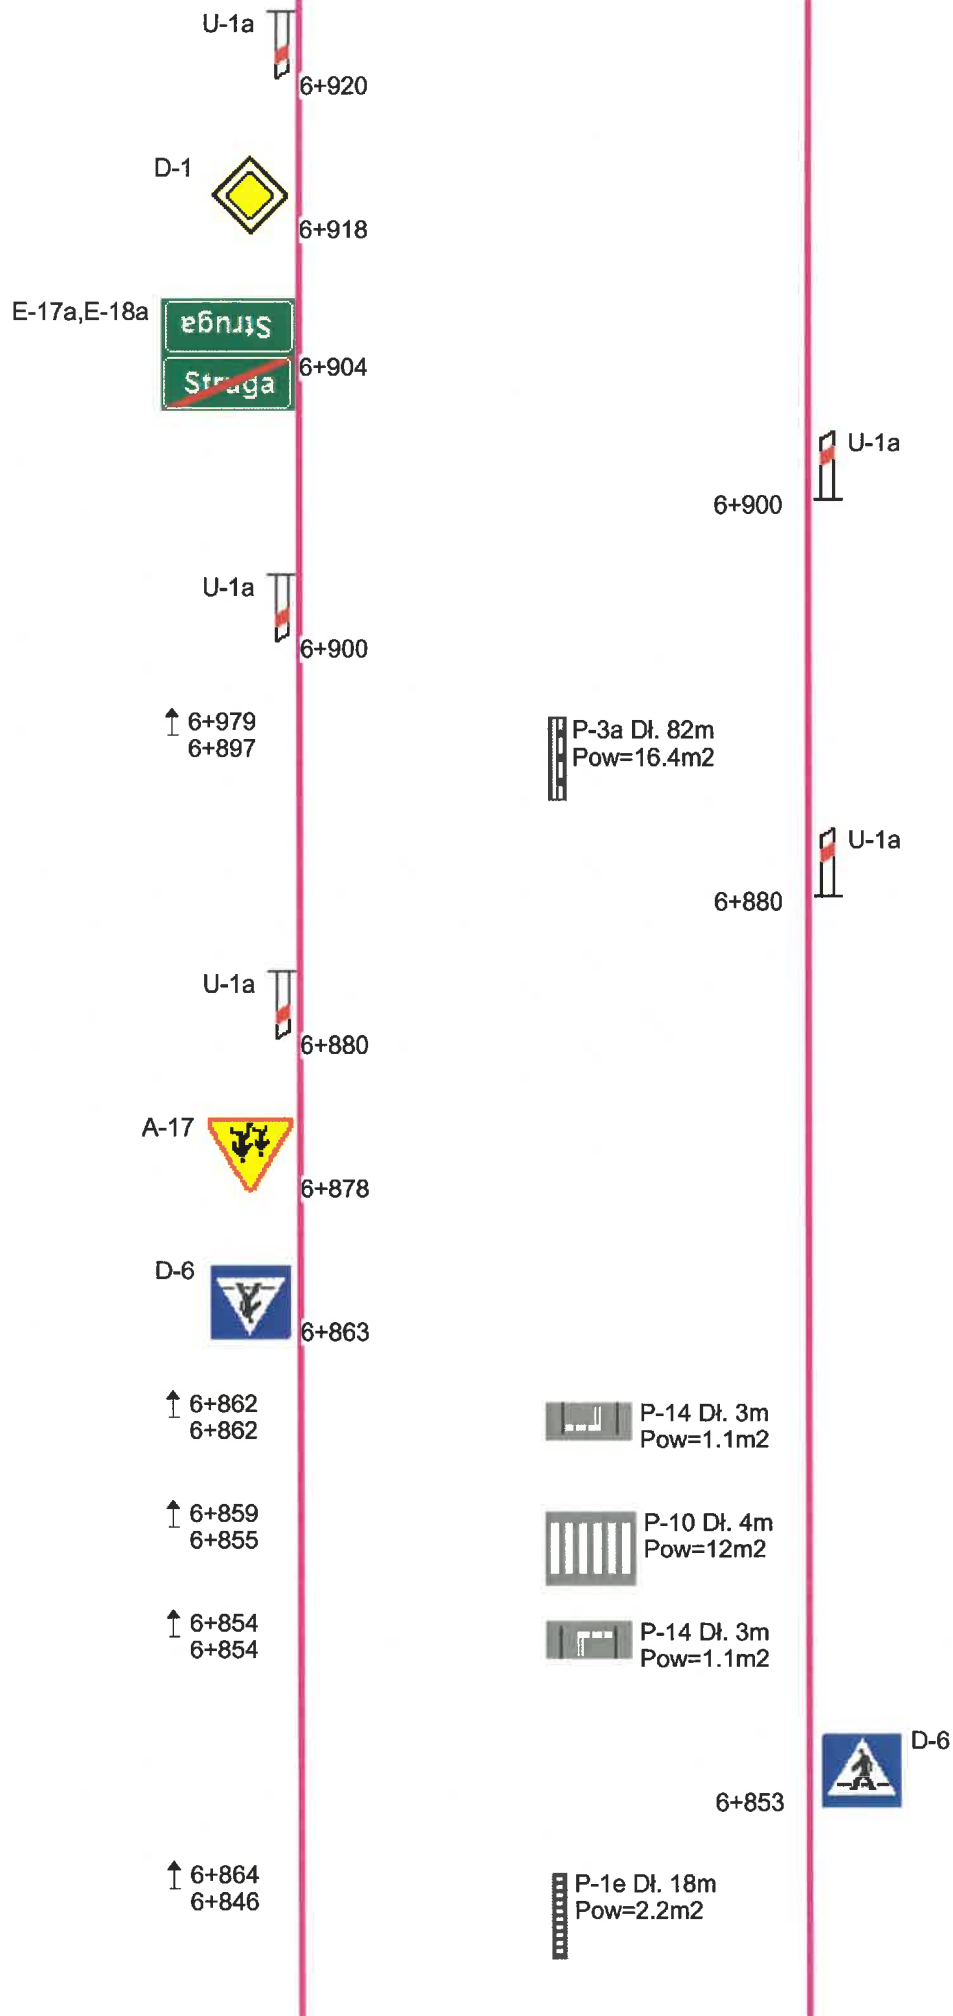 U-1a
6+920
D-1
6+918
E-17a,E-18a
Struga
Struga
6+904
U-1a
6+900
U-1a
6+900
6+979
6+897
P-3a Dł. 82m
Pow=16.4m2
U-1a
6+880
U-1a
6+880
A-17
6+878
D-6
6+863
6+862
6+862
P-14 Dł. 3m
Pow=1.1m2
6+859
6+855
P-10 Dł. 4m
Pow=12m2
6+854
6+854
P-14 Dł. 3m
Pow=1.1m2
D-6
6+853
6+864
6+846
P-1e Dł. 18m
Pow=2.2m2